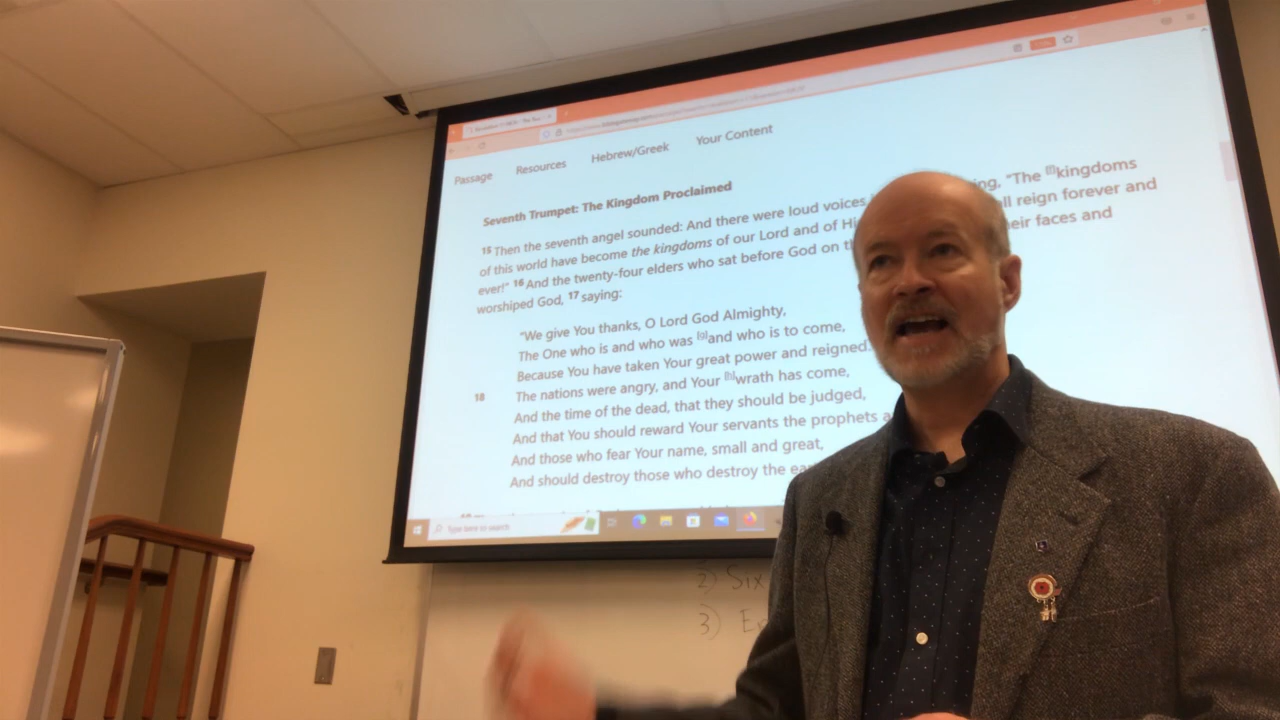 Passage Resources Hebrew/Greek Your Content
Seventh Trumpet: The Kingdom Proclaimed
15 Then the seventh angel sounded: And there were loud voices ing, "The [f]kingdoms
of this world have become the kingdoms of our Lord and of Hi ll reign forever and
ever!" 16 And the twenty-four elders who sat before God on th eir faces and
worshiped God, 17 saying:
"We give You thanks, O Lord God Almighty,
The One who is and who was [g]and who is to come,
Because You have taken Your great power and reigned.
18 The nations were angry, and Your [h]wrath has come,
And the time of the dead, that they should be judged,
And that You should reward Your servants the prophets a
And those who fear Your name, small and great,
And should destroy those who destroy the ear
Type here to search
2) Six
3) E